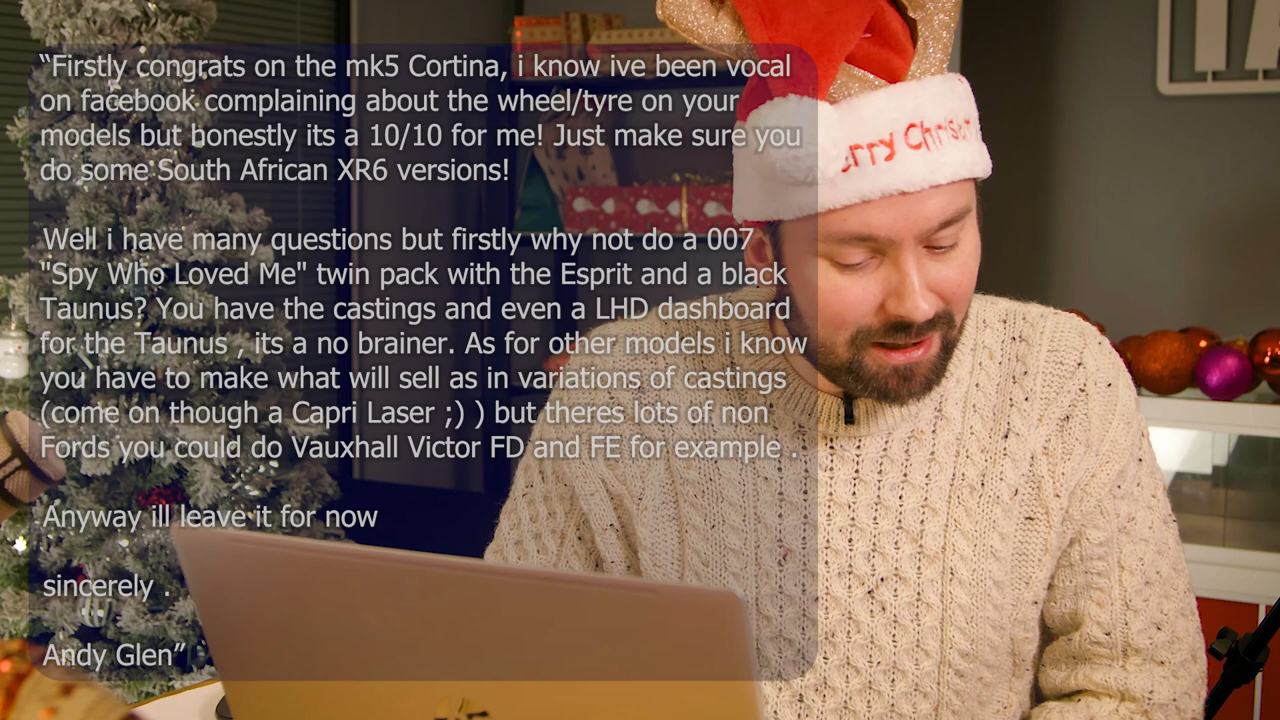 “Firstly congrats on the mk5 Cortina, i know ive been vocal
on facebook complaining about the wheel/tyre on your
models but honestly its a 10/10 for me! Just make sure you
do some South African XR6 versions!
Well i have many questions but firstly why not do a 007
"Spy Who Loved Me" twin pack with the Esprit and a black
Taunus? You have the castings and even a LHD dashboard
for the Taunus , its a no brainer. As for other models i know
you have to make what will sell as in variations of castings
(come on though a Capri Laser ;) ) but theres lots of non
Fords you could do Vauxhall Victor FD and FE for example .
Anyway ill leave it for now
sincerely .
Andy Glen”